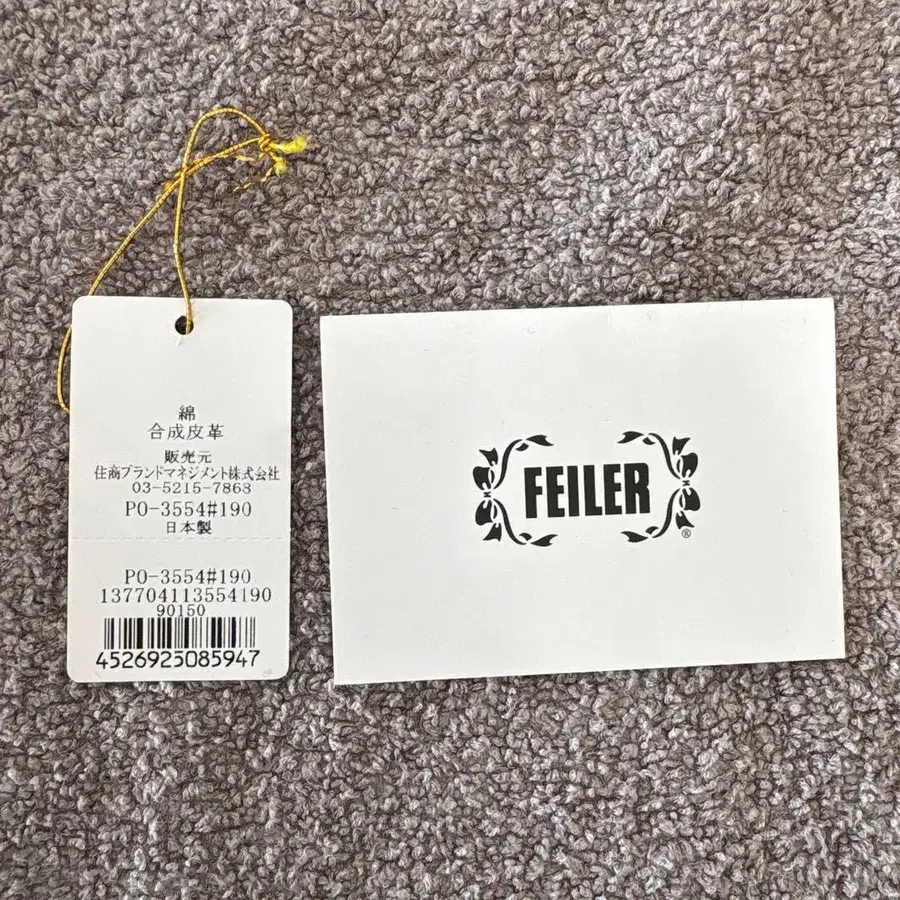 綿
合成皮革
販売元
住商ブランドマネジメント株式会社
03-5215-7868
PO-3554#190
日本製
PO-3554#190
137704113554190
90150
4526925085947
FEILER
®